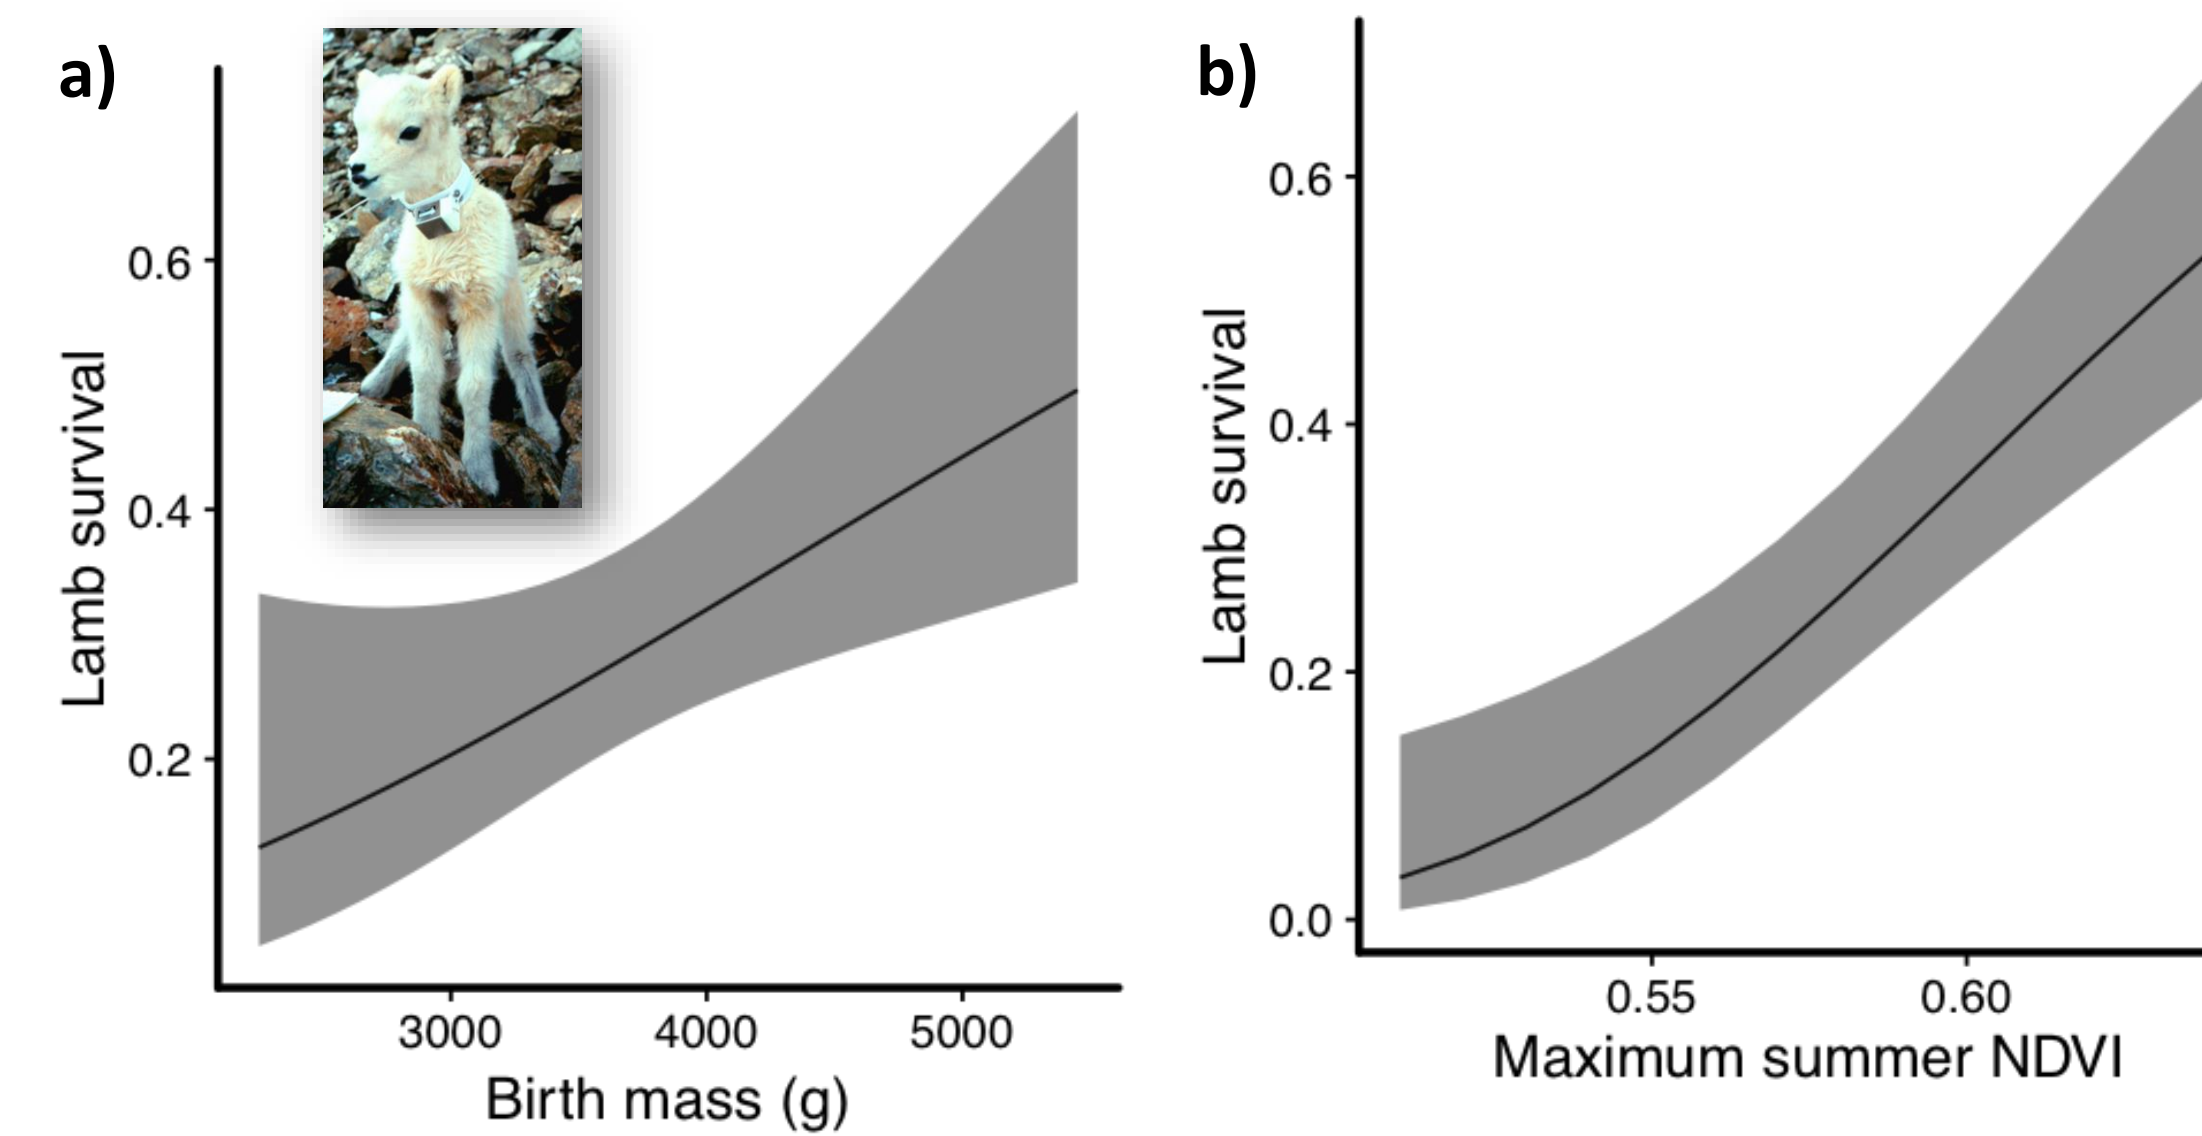 a)
0.6
0.4
0.2
Lamb survival
3000 4000 5000
Birth mass (g)
b)
0.6
0.4
0.2
0.0
Lamb survival
0.55 0.60
Maximum summer NDVI